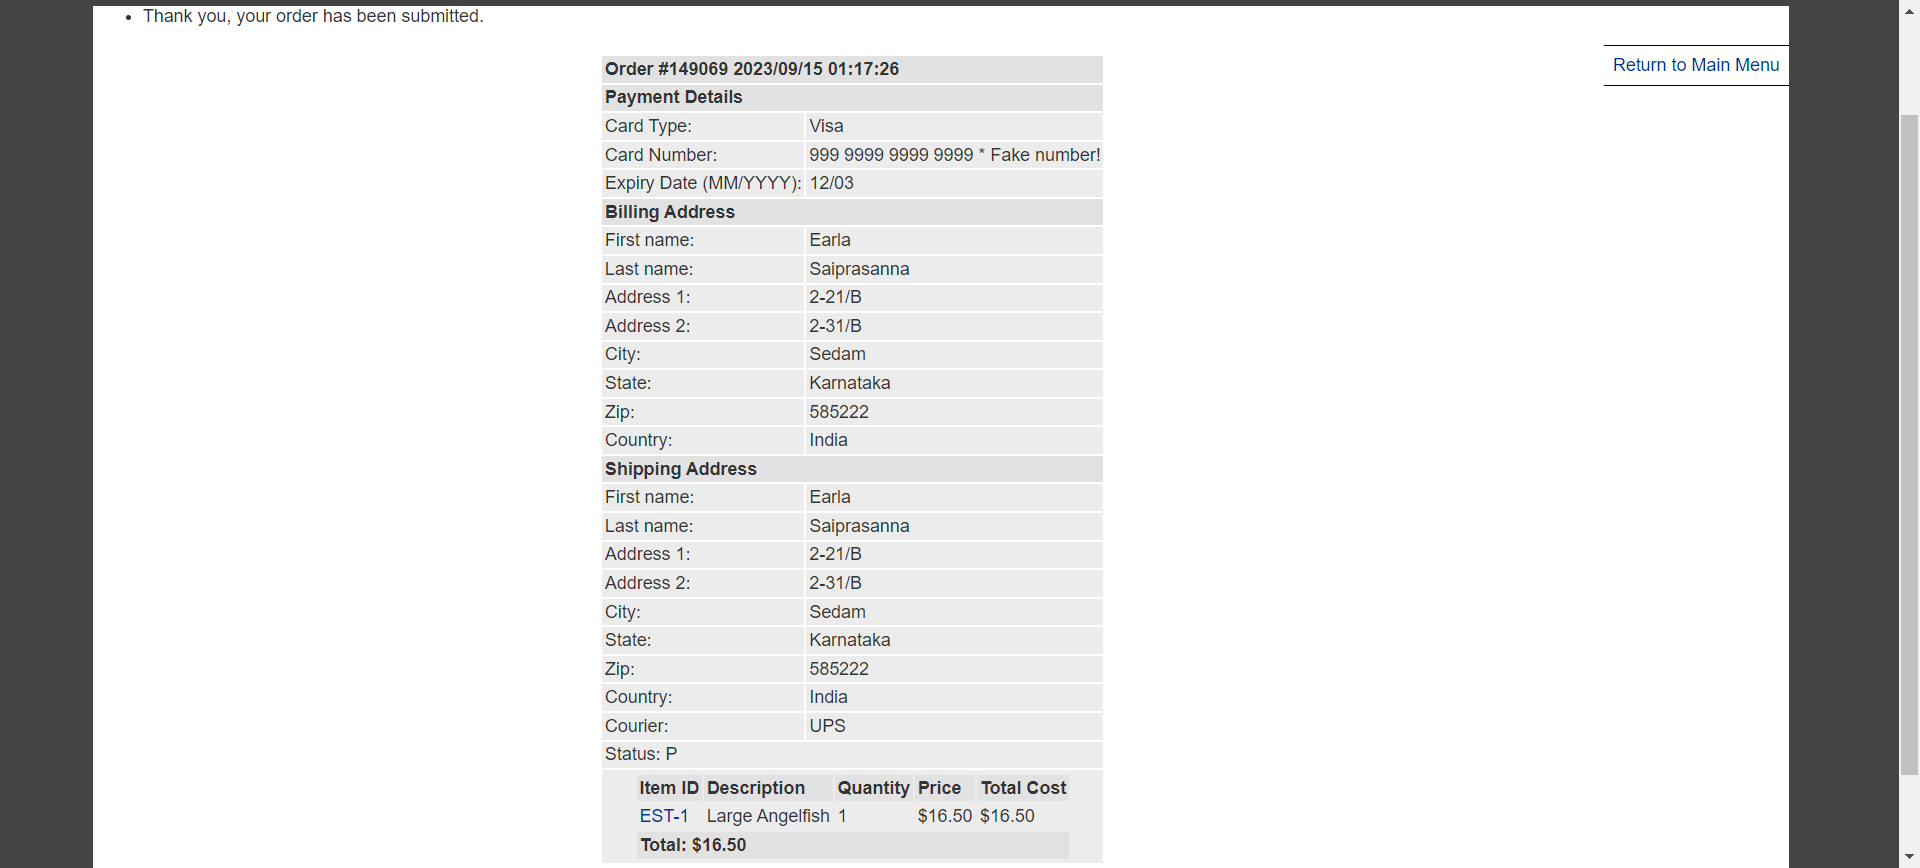 Thank you, your order has been submitted.
Return to Main Menu
Order #149069 2023/09/15 01:17:26
Payment Details
Card Type: Visa
Card Number: 999 9999 9999 9999 * Fake number!
Expiry Date (MM/YYYY): 12/03
Billing Address
First name: Earla
Last name: Saiprasanna
Address 1: 2-21/B
Address 2: 2-31/B
City: Sedam
State: Karnataka
Zip: 585222
Country: India
Shipping Address
First name: Earla
Last name: Saiprasanna
Address 1: 2-21/B
Address 2: 2-31/B
City: Sedam
State: Karnataka
Zip: 585222
Country: India
Courier: UPS
Status: P
Item ID Description Quantity Price Total Cost
EST-1 Large Angelfish 1 $16.50 $16.50
Total: $16.50